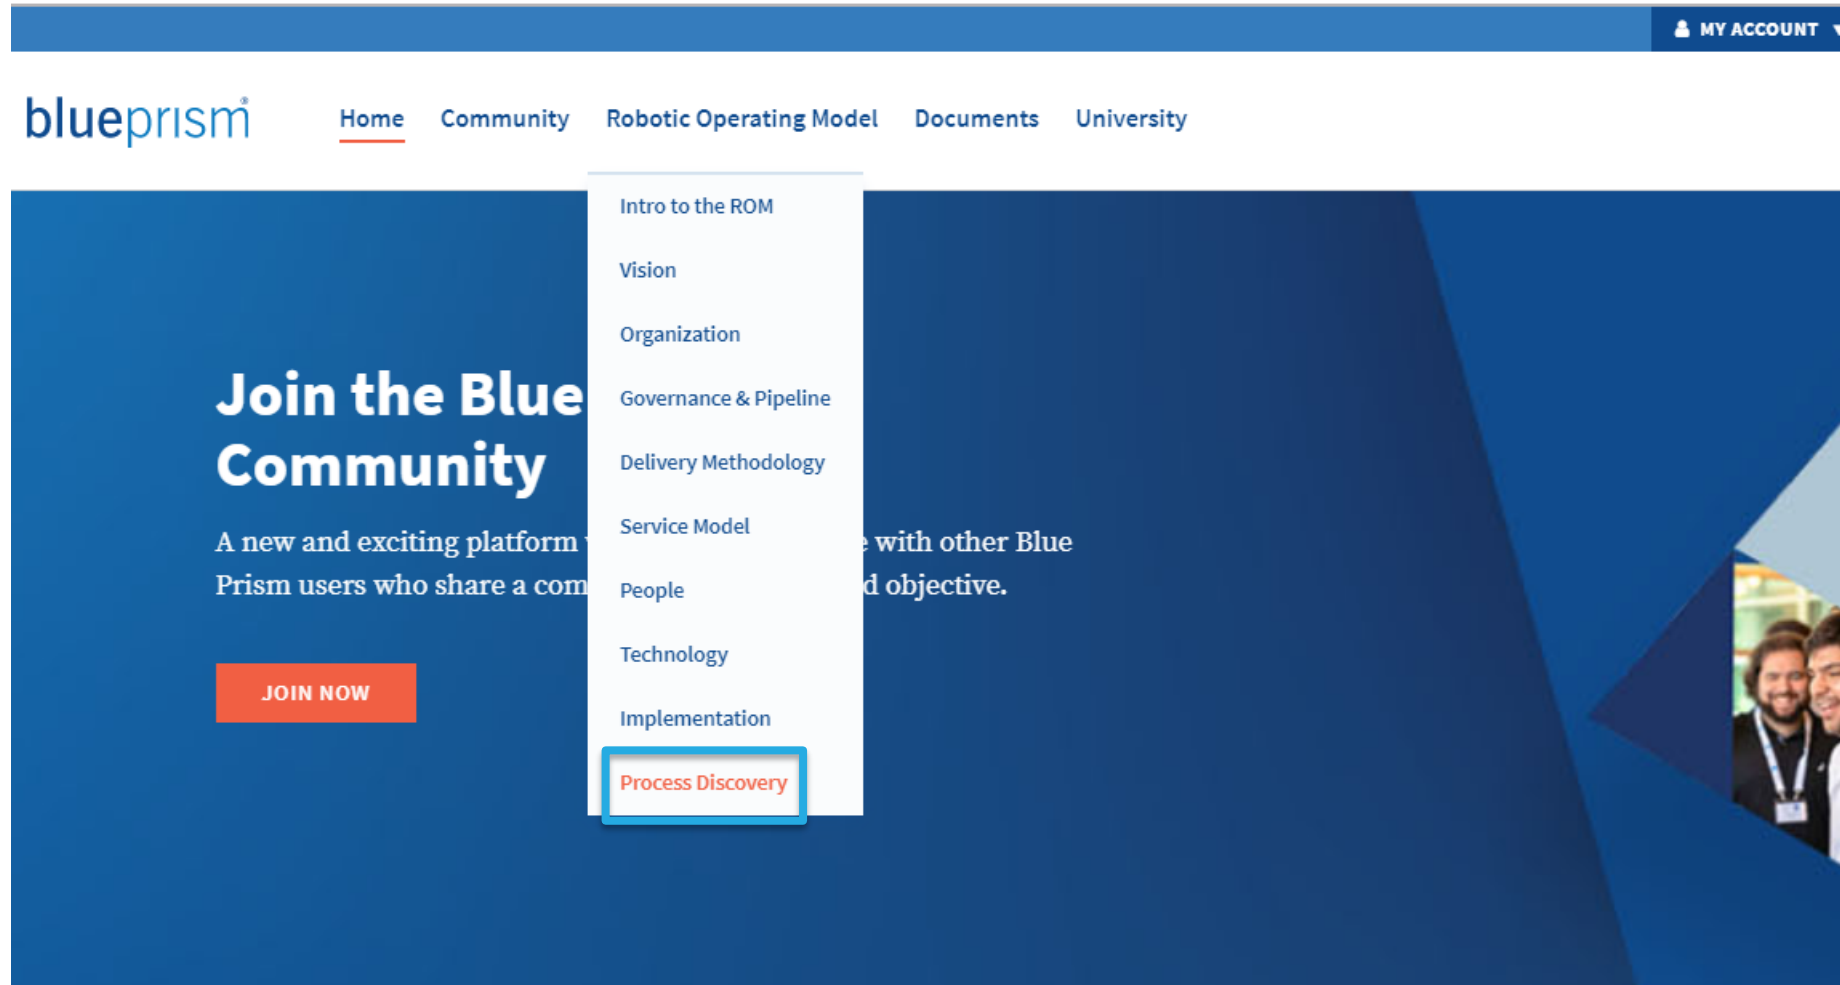 MY ACCOUNT
blueprism®
Home Community Robotic Operating Model Documents University
Intro to the ROM
Vision
Organization
Governance & Pipeline
Delivery Methodology
Service Model
People
Technology
Implementation
Process Discovery
Join the Blue
Community
A new and exciting platform with other Blue
Prism users who share a objective.
JOIN NOW